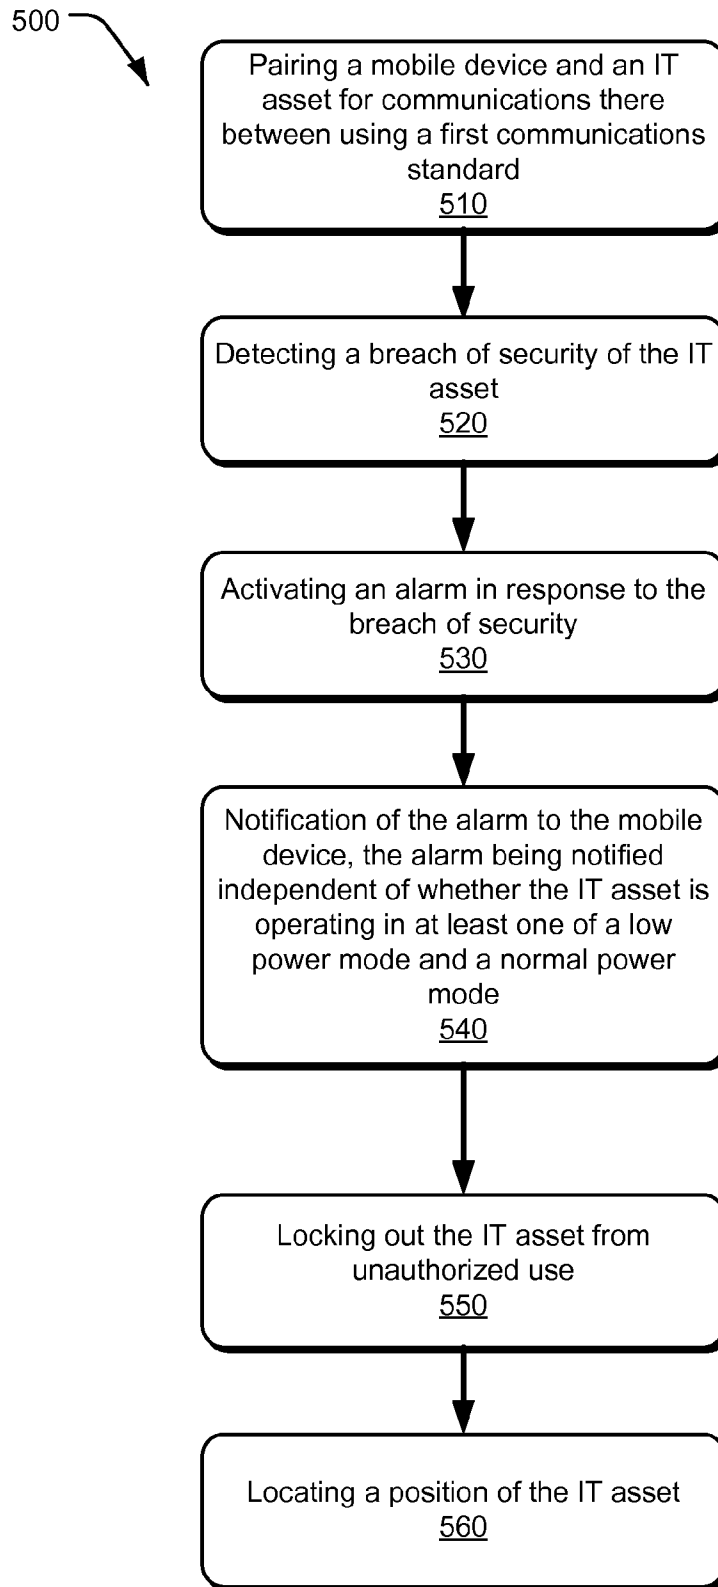 500
Pairing a mobile device and an IT
asset for communications there
between using a first communications
standard
510
Detecting a breach of security of the IT
asset
520
Activating an alarm in response to the
breach of security
530
Notification of the alarm to the mobile
device, the alarm being notified
independent of whether the IT asset is
operating in at least one of a low
power mode and a normal power
mode
540
Locking out the IT asset from
unauthorized use
550
Locating a position of the IT asset
560